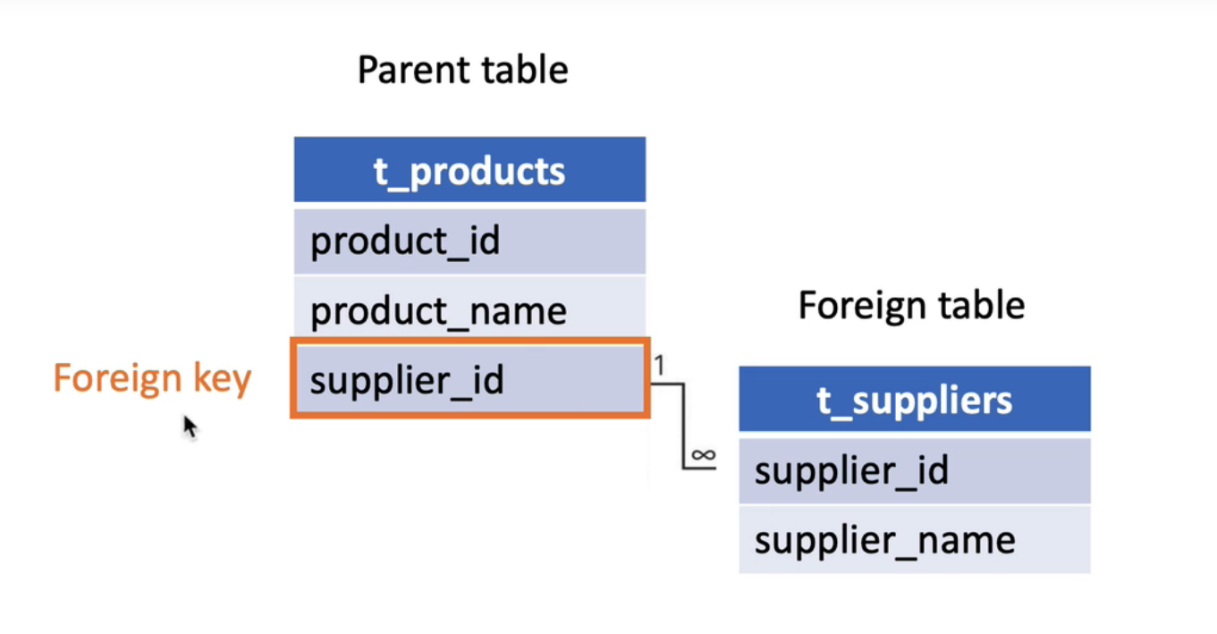 Parent table
t_products
product_id
product_name
Foreign key
supplier_id
1
∞
Foreign table
t_suppliers
supplier_id
supplier_name